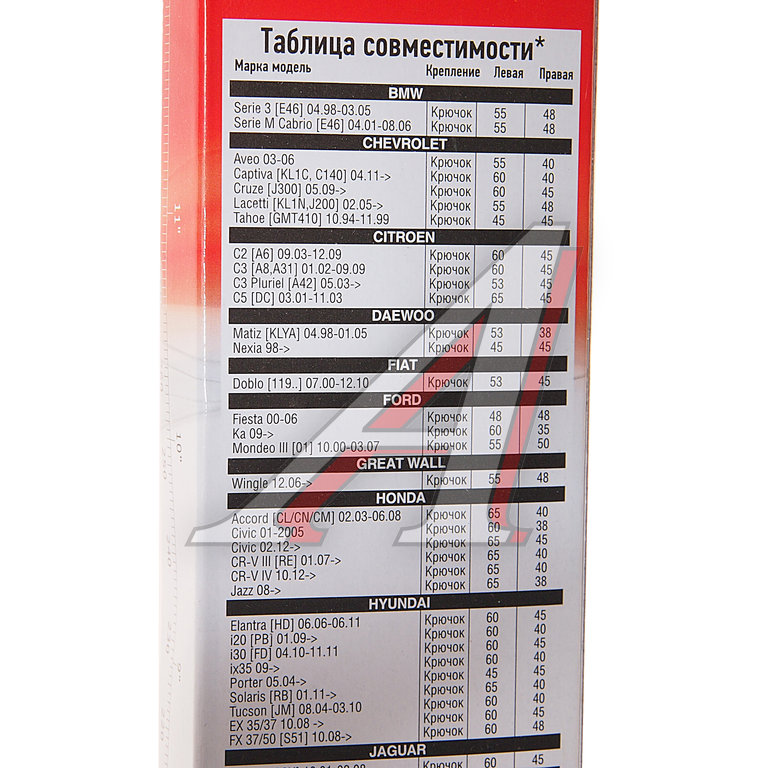 Таблица совместимости*
Марка модель Крепление Левая Правая
BMW
Serie 3 [E46] 04.98-03.05 Крючок 55 48
Serie M Cabrio [E46] 04.01-08.06 Крючок 55 48
CHEVROLET
Aveo 03-06 Крючок 55 40
Captiva [KL1C, C140] 04.11-> Крючок 60 40
Cruze [J300] 05.09-> Крючок 60 45
Lacetti [KL1N,J200] 02.05-> Крючок 55 48
Tahoe [GMT410] 10.94-11.99 Крючок 45 45
CITROEN
C2 [A6] 09.03-12.09 Крючок 60 45
C3 [A8,A31] 01.02-09.09 Крючок 60 45
C3 Pluriel [A42] 05.03-> Крючок 53 45
C5 [DC] 03.01-11.03 Крючок 65 45
DAEWOO
Matiz [KLYA] 04.98-01.05 Крючок 53 38
Nexia 98-> Крючок 45 45
FIAT
Doblo [119..] 07.00-12.10 Крючок 53 45
FORD
Fiesta 00-06 Крючок 48 48
Ka 09-> Крючок 60 35
Mondeo III [01] 10.00-03.07 Крючок 55 50
GREAT WALL
Wingle 12.06-> Крючок 55 48
HONDA
Accord [CL/CN/CM] 02.03-06.08 Крючок 65 40
Civic 01-2005 Крючок 60 38
Civic 02.12-> Крючок 65 45
CR-V III [RE] 01.07-> Крючок 65 40
CR-V IV 10.12-> Крючок 65 40
Jazz 08-> Крючок 65 38
HYUNDAI
Elantra [HD] 06.06-06.11 Крючок 60 45
i20 [PB] 01.09-> Крючок 60 40
i30 [FD] 04.10-11.11 Крючок 60 45
ix35 09-> Крючок 60 40
Porter 05.04-> Крючок 45 45
Solaris [RB] 01.11-> Крючок 65 40
Tucson [JM] 08.04-03.10 Крючок 60 40
EX 35/37 10.08 -> Крючок 60 45
FX 37/50 [S51] 10.08-> Крючок 60 48
JAGUAR
Крючок 60 45
11"
10"
9"